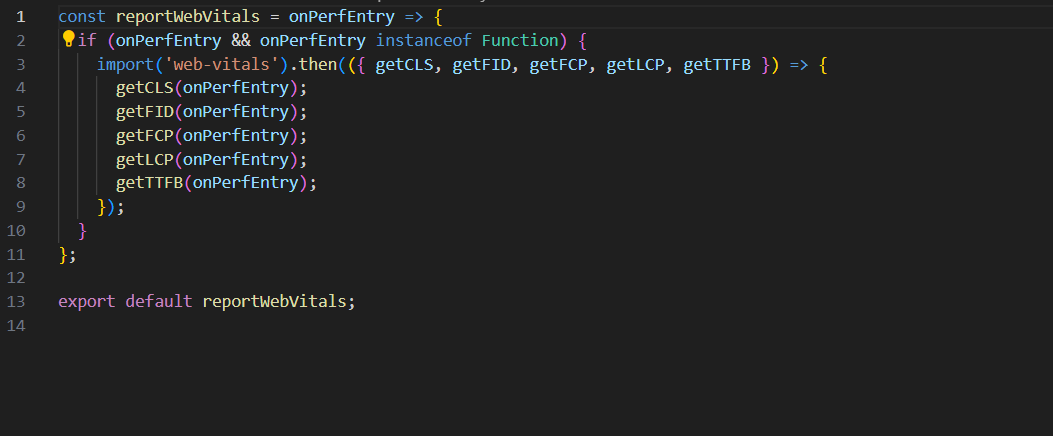 1 const reportWebVitals = onPerfEntry => {
2 if (onPerfEntry && onPerfEntry instanceof Function) {
3 import('web-vitals').then(({ getCLS, getFID, getFCP, getLCP, getTTFB }) => {
4 getCLS(onPerfEntry);
5 getFID(onPerfEntry);
6 getFCP(onPerfEntry);
7 getLCP(onPerfEntry);
8 getTTFB(onPerfEntry);
9 });
10 }
11 };
12
13 export default reportWebVitals;
14